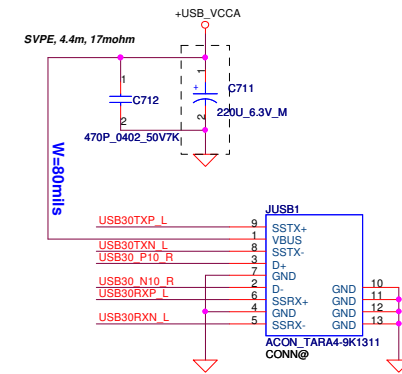 +USB_VCCA
SVPE, 4.4m, 17mohm
1
1
+
C711
C712
220U_6.3V_M
2
2
470P_0402_50V7K
W=80mils
JUSB1
USB30TXP_L 9 SSTX+
1 VBUS
USB30TXN_L 8 SSTX-
USB30_P10_R 3 D+
7 GND
USB30_N10_R 2 D- GND 10
USB30RXP_L 6 SSRX+ GND 11
4 GND GND 12
USB30RXN_L 5 SSRX- GND 13
ACON_TARA4-9K1311
CONN@